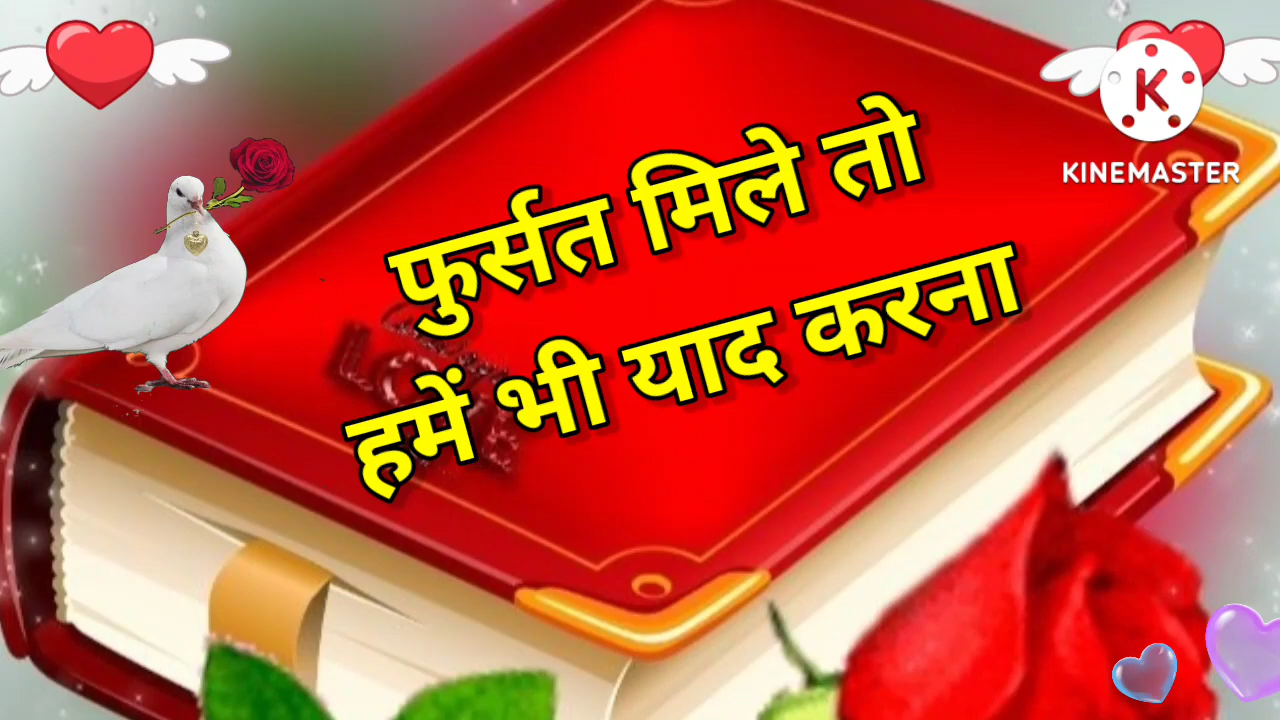 फुर्सत मिले तो
हमें भी याद करना
K
KINEMASTER